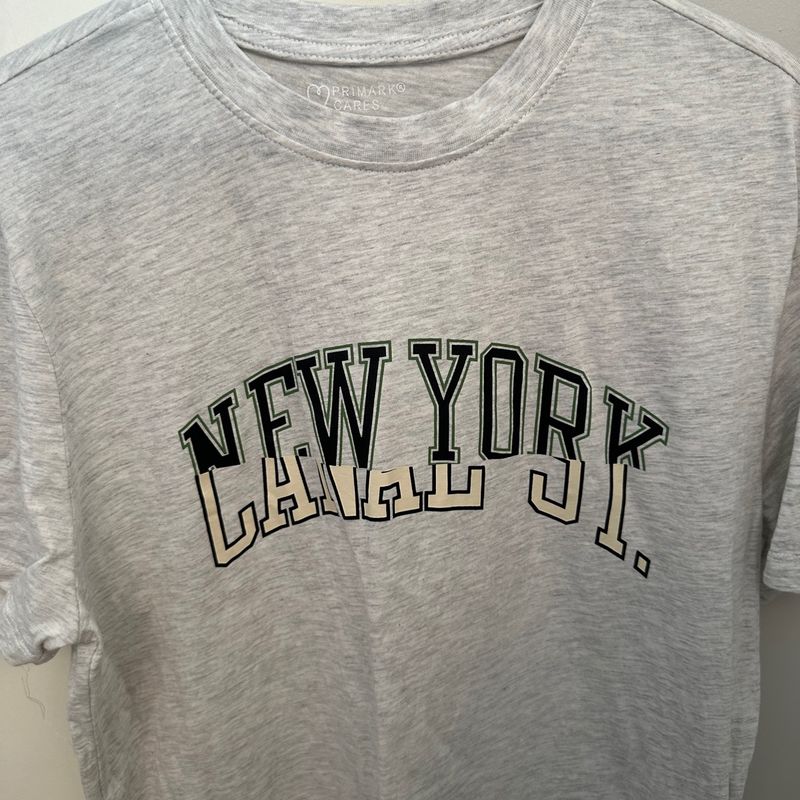 PRIMARK®
CARES
NEW YORK
CANAL ST.